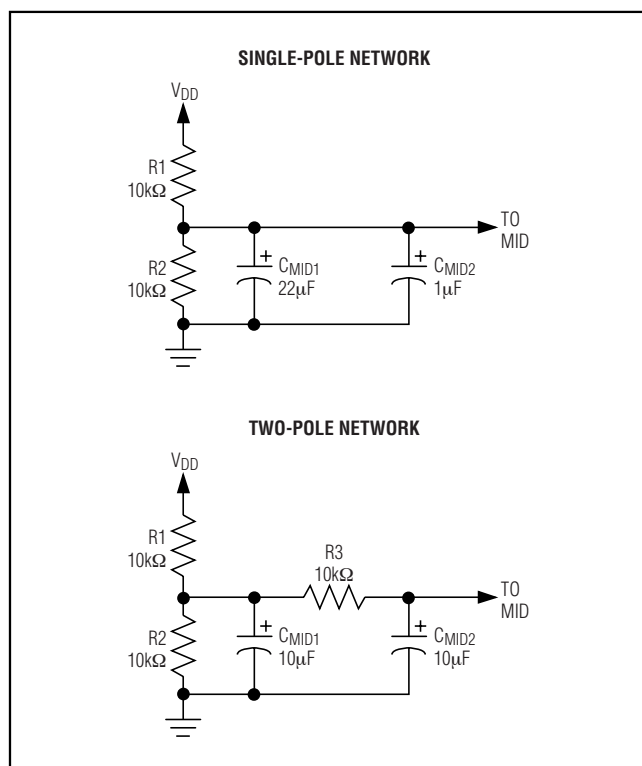 SINGLE-POLE NETWORK
VDD
R1
10kΩ
TO
MID
R2
10kΩ
+
CMID1
22μF
+
CMID2
1μF
TWO-POLE NETWORK
VDD
R1
10kΩ
R3
10kΩ
TO
MID
R2
10kΩ
+
CMID1
10μF
+
CMID2
10μF